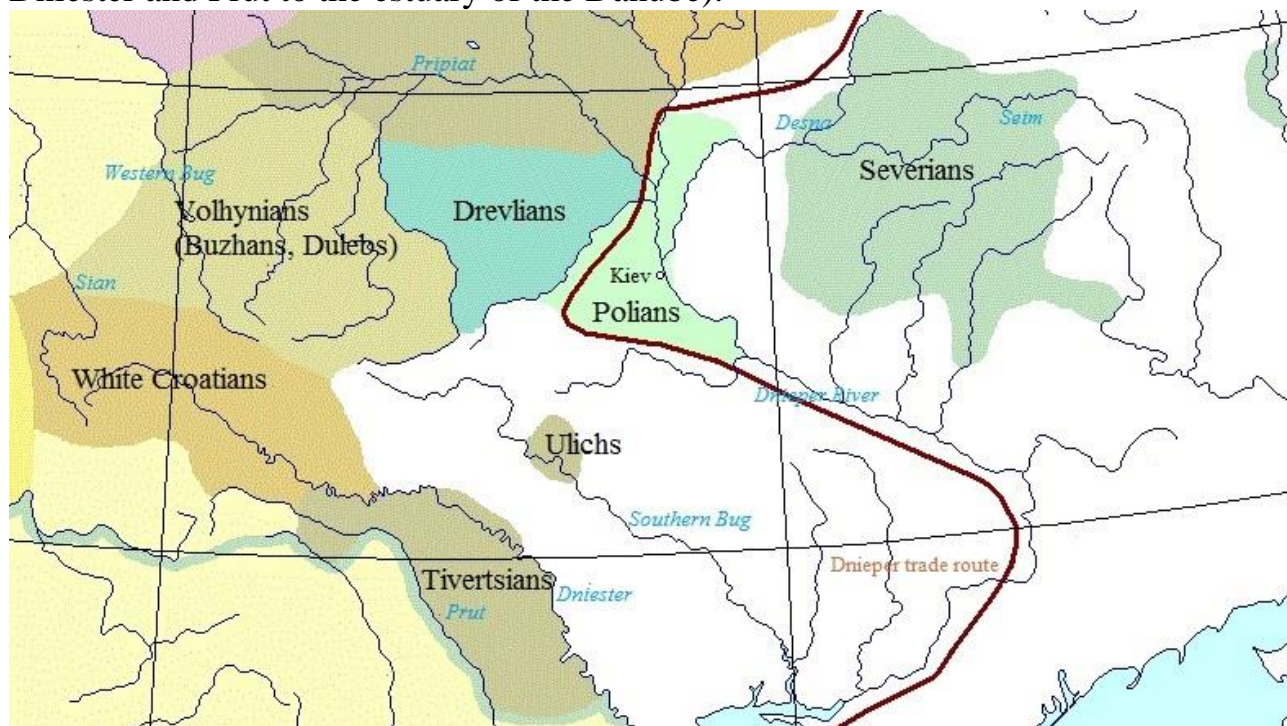 Dniester and Prut to the estuary of the Danube).
Pripiat
Desna
Seim
Western Bug
Severians
Volhynians
(Buzhans, Dulebs)
Drevlians
Kiev
Sian
Polians
White Croatians
Dnieper River
Ulichs
Southern Bug
Dnieper trade route
Tivertsians
Dniester
Prut